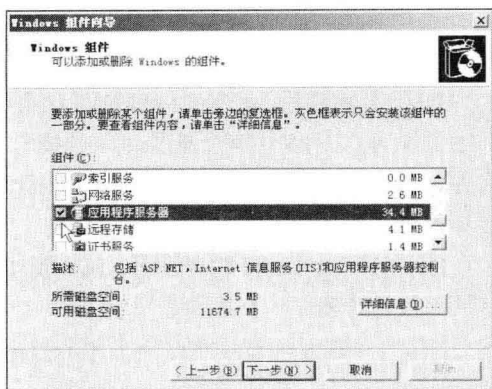 Windows 组件向导
Windows 组件
可以添加或删除 Windows 的组件。
要添加或删除某个组件，请单击旁边的复选框。灰色框表示只会安装该组件的
一部分。要查看组件内容，请单击“详细信息”。
组件(C):
索引服务 0.0 MB
网络服务 2.6 MB
应用程序服务器 34.4 MB
远程存储 4.1 MB
证书服务 1.4 MB
描述: 包括 ASP.NET，Internet 信息服务(IIS)和应用程序服务器控制
台。
所需磁盘空间: 3.5 MB
可用磁盘空间: 11674.7 MB
详细信息(D)...
< 上一步(B) 下一步(N) > 取消